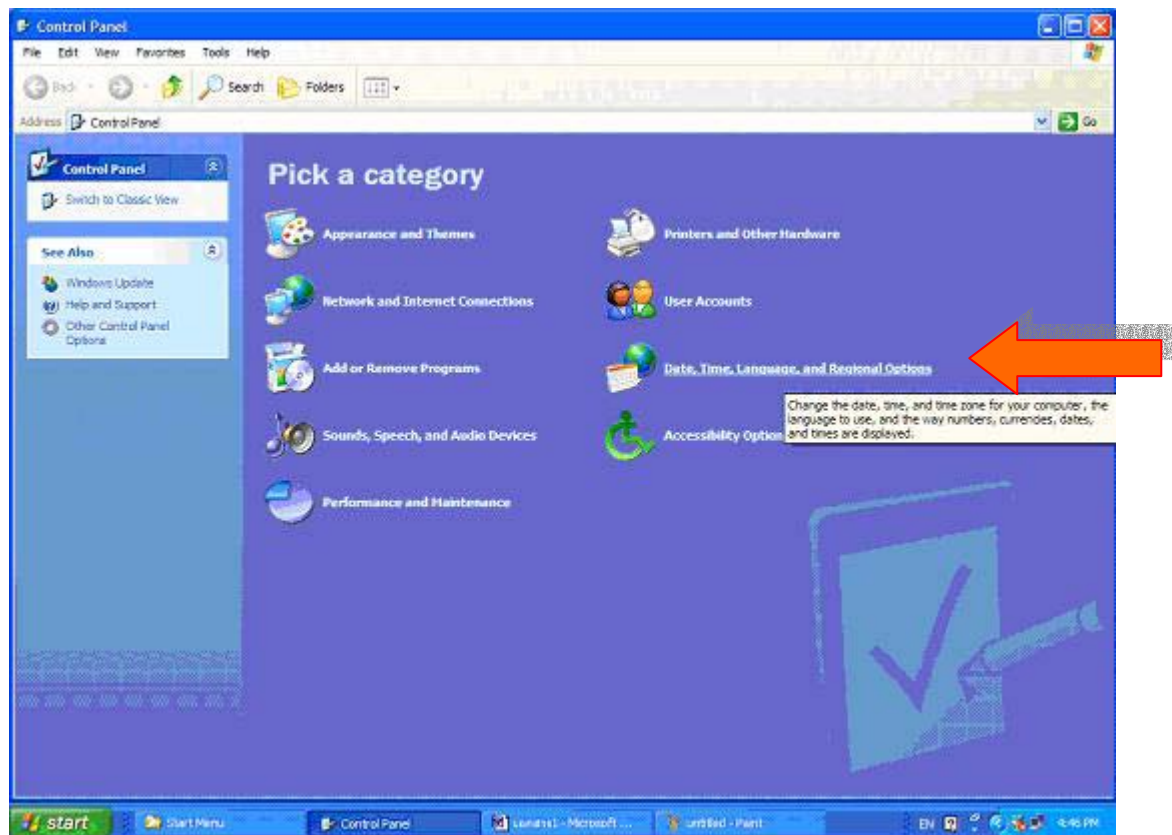 Control Panel
File Edit View Favorites Tools Help
Back Search Folders
Address Control Panel Go
Control Panel
Switch to Classic View
See Also
Windows Update
Help and Support
Other Control Panel
Options
Pick a category
Appearance and Themes
Printers and Other Hardware
Network and Internet Connections
User Accounts
Add or Remove Programs
Date, Time, Language, and Regional Options
Change the date, time, and time zone for your computer, the
language to use, and the way numbers, currencies, dates,
and times are displayed.
Sounds, Speech, and Audio Devices
Accessibility Option
Performance and Maintenance
start Start Menu Control Panel - Microsoft ... untitled - Paint EN 4:46 PM